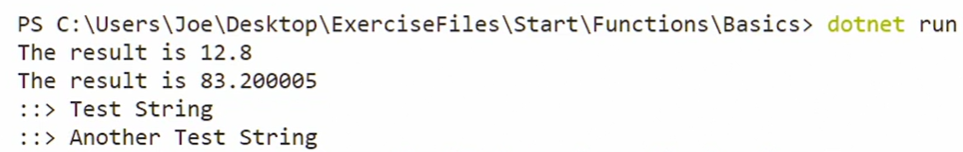 PS C:\Users\Joe\Desktop\ExerciseFiles\Start\Functions\Basics> dotnet run
The result is 12.8
The result is 83.200005
::> Test String
::> Another Test String